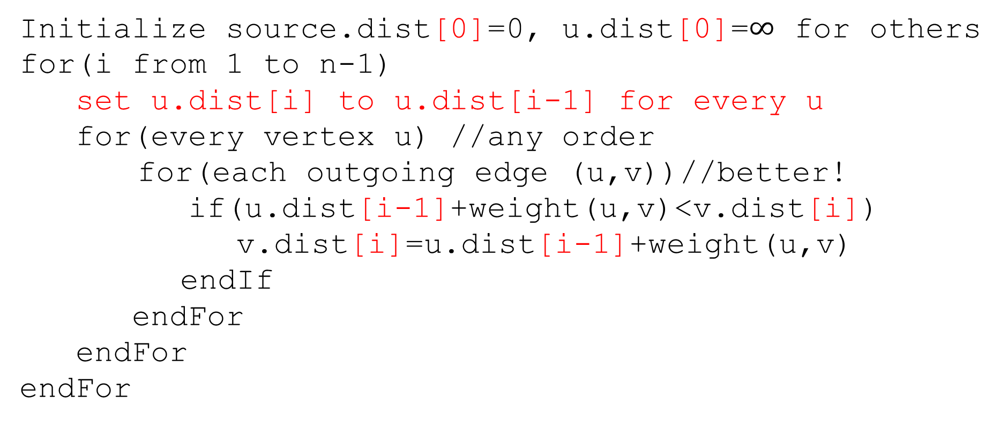 Initialize source.dist[0]=0, u.dist[0]=∞ for others
for(i from 1 to n-1)
set u.dist[i] to u.dist[i-1] for every u
for(every vertex u) //any order
for(each outgoing edge (u,v))//better!
if(u.dist[i-1]+weight(u,v)<v.dist[i])
v.dist[i]=u.dist[i-1]+weight(u,v)
endIf
endFor
endFor
endFor